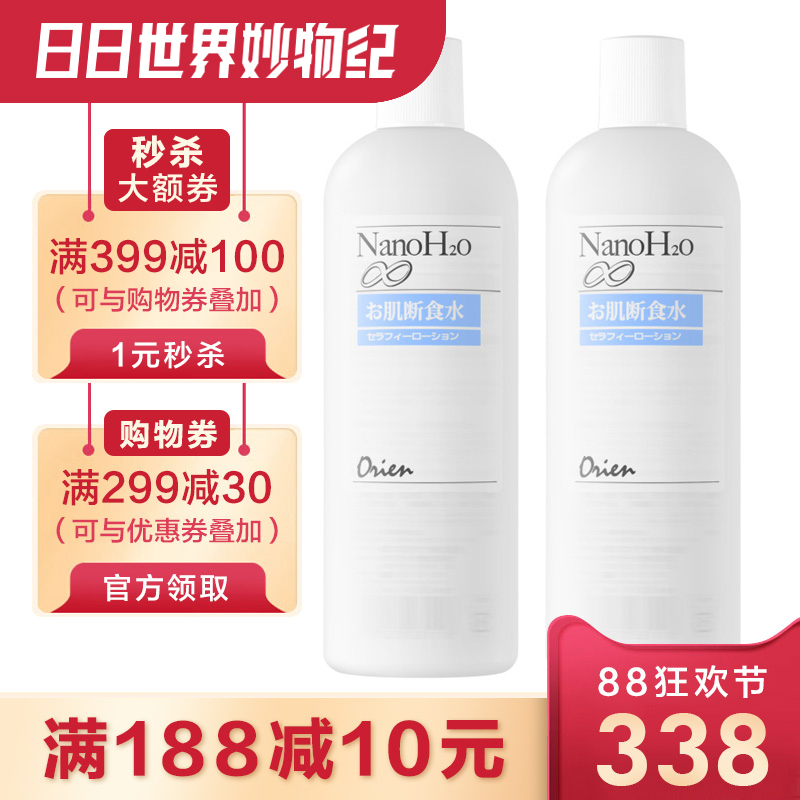 日日世界妙物纪
秒杀
大额券
满399减100
（可与购物券叠加）
1元秒杀
购物券
满299减30
（可与优惠券叠加）
官方领取
NanoH2o
お肌断食水
セラフィーローション
Orien
NanoH2o
お肌断食水
セラフィーローション
Orien
满188减10元
88狂欢节
338